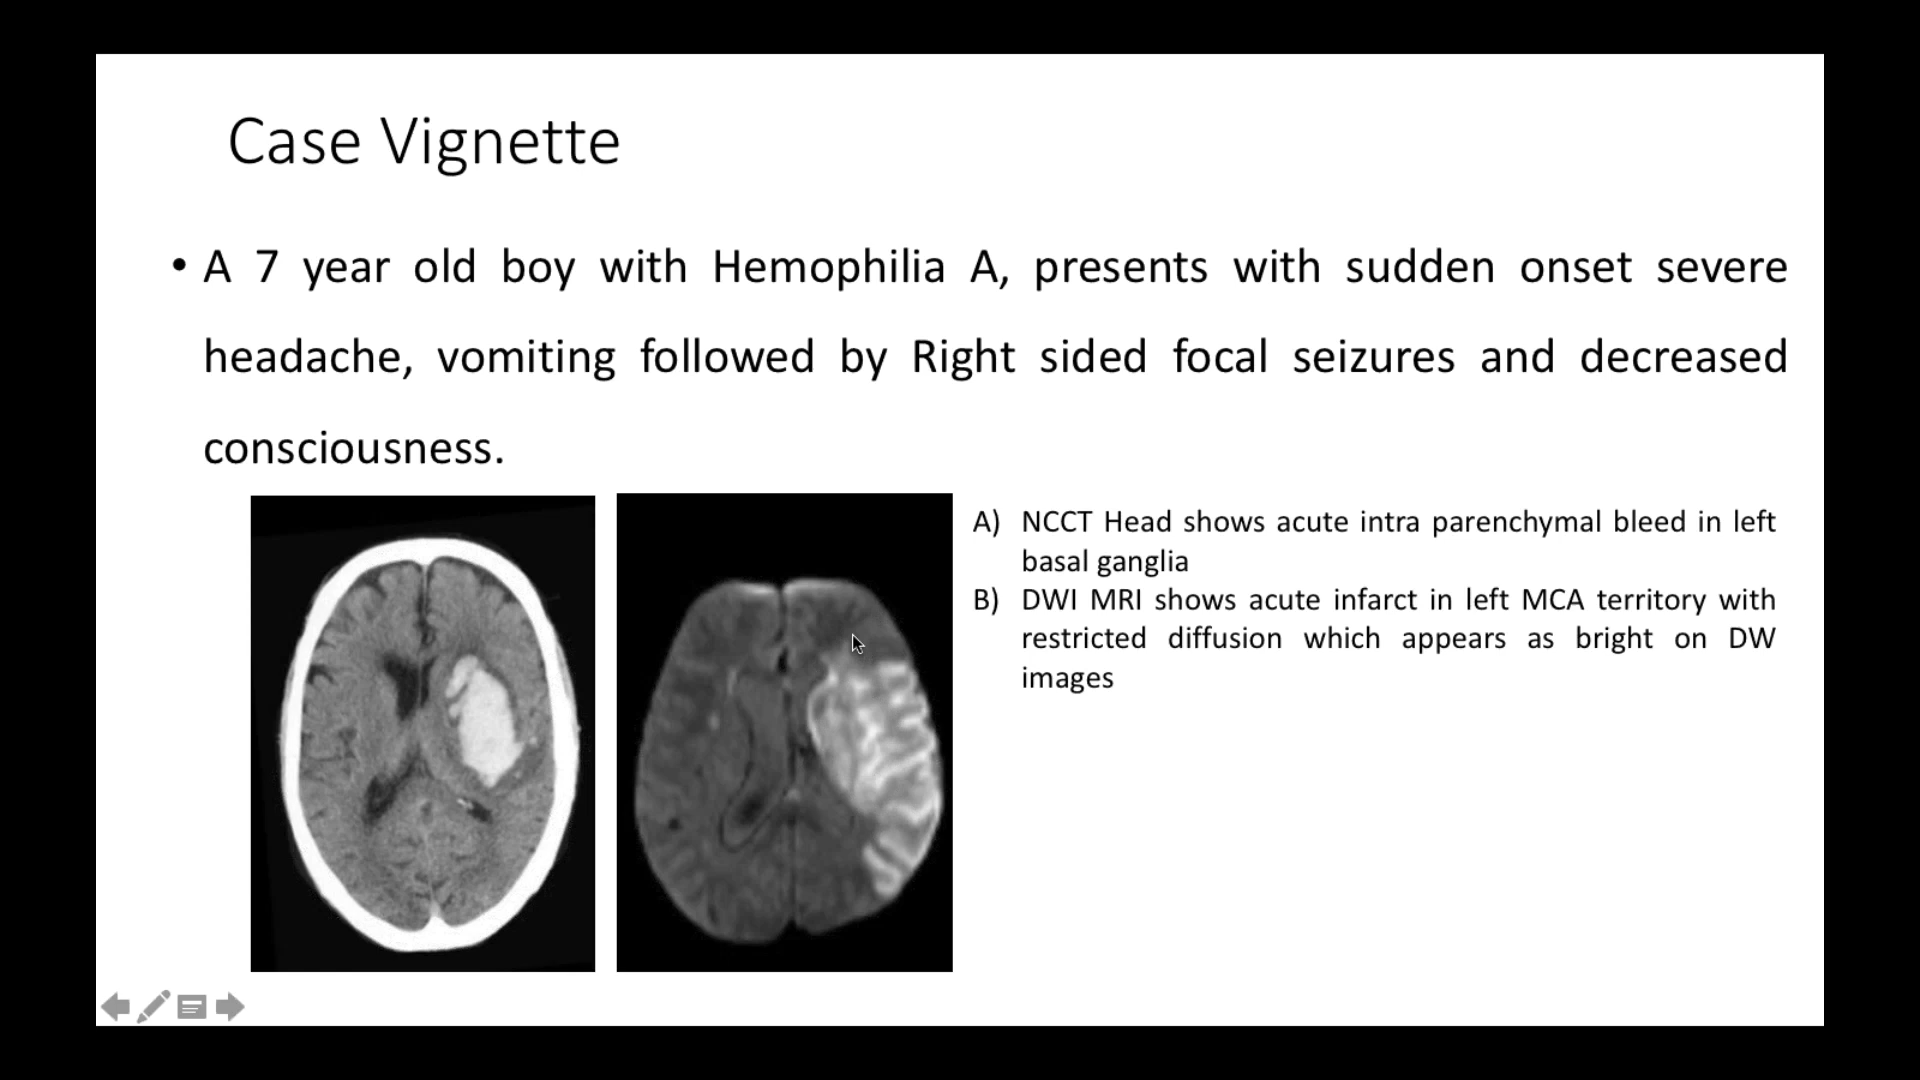 Case Vignette
• A 7 year old boy with Hemophilia A, presents with sudden onset severe
headache, vomiting followed by Right sided focal seizures and decreased
consciousness.
A) NCCT Head shows acute intra parenchymal bleed in left
basal ganglia
B) DWI MRI shows acute infarct in left MCA territory with
restricted diffusion which appears as bright on DW
images